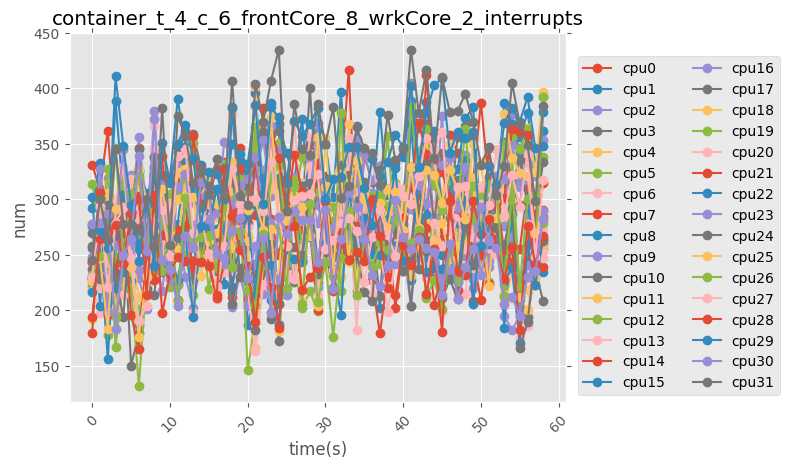 container_t_4_c_6_frontCore_8_wrkCore_2_interrupts
num
450
400
350
300
250
200
150
0
10
20
30
40
50
60
time(s)
cpu0
cpu1
cpu2
cpu3
cpu4
cpu5
cpu6
cpu7
cpu8
cpu9
cpu10
cpu11
cpu12
cpu13
cpu14
cpu15
cpu16
cpu17
cpu18
cpu19
cpu20
cpu21
cpu22
cpu23
cpu24
cpu25
cpu26
cpu27
cpu28
cpu29
cpu30
cpu31